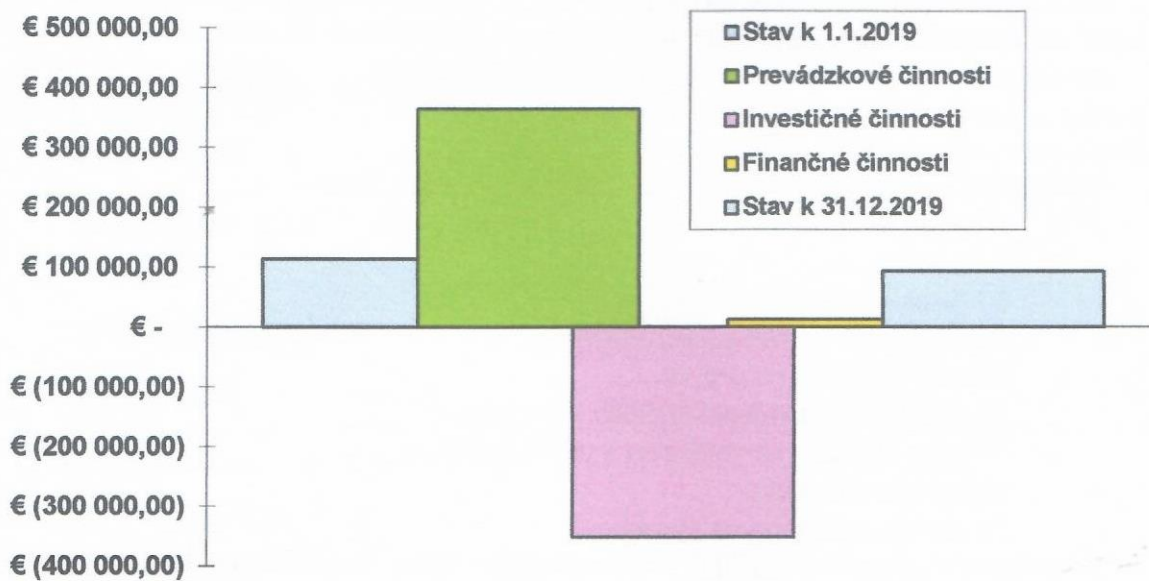 € 500 000,00
€ 400 000,00
€ 300 000,00
€ 200 000,00
€ 100 000,00
€ -
€ (100 000,00)
€ (200 000,00)
€ (300 000,00)
€ (400 000,00)
Stav k 1.1.2019
Prevádzkové činnosti
Investičné činnosti
Finančné činnosti
Stav k 31.12.2019